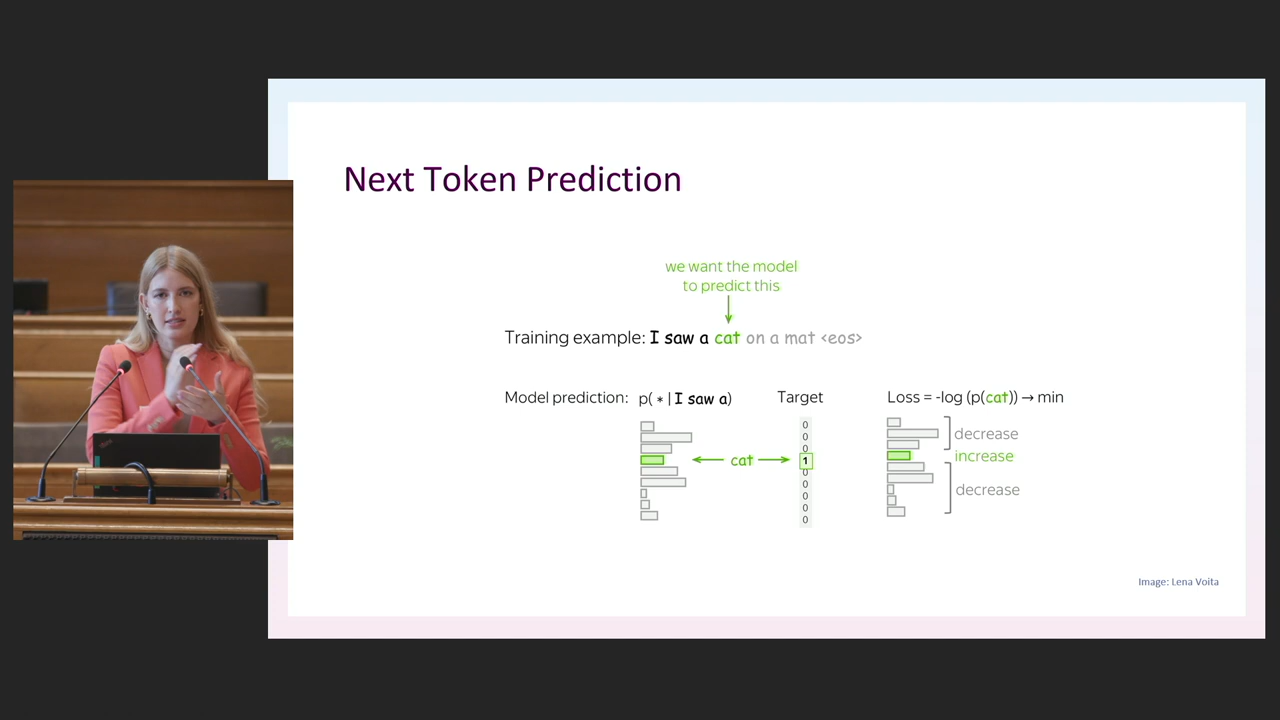 Next Token Prediction
we want the model
to predict this
Training example: I saw a cat on a mat <eos>
Model prediction: p( * | I saw a)
Target
Loss = -log (p(cat)) → min
0
0
0
1
0
0
0
0
0
cat
decrease
increase
decrease
Image: Lena Voita